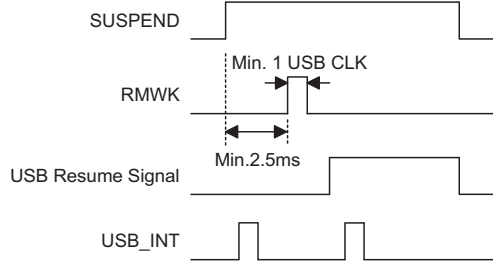 SUSPEND
Min. 1 USB CLK
RMWK
Min.2.5ms
USB Resume Signal
USB_INT